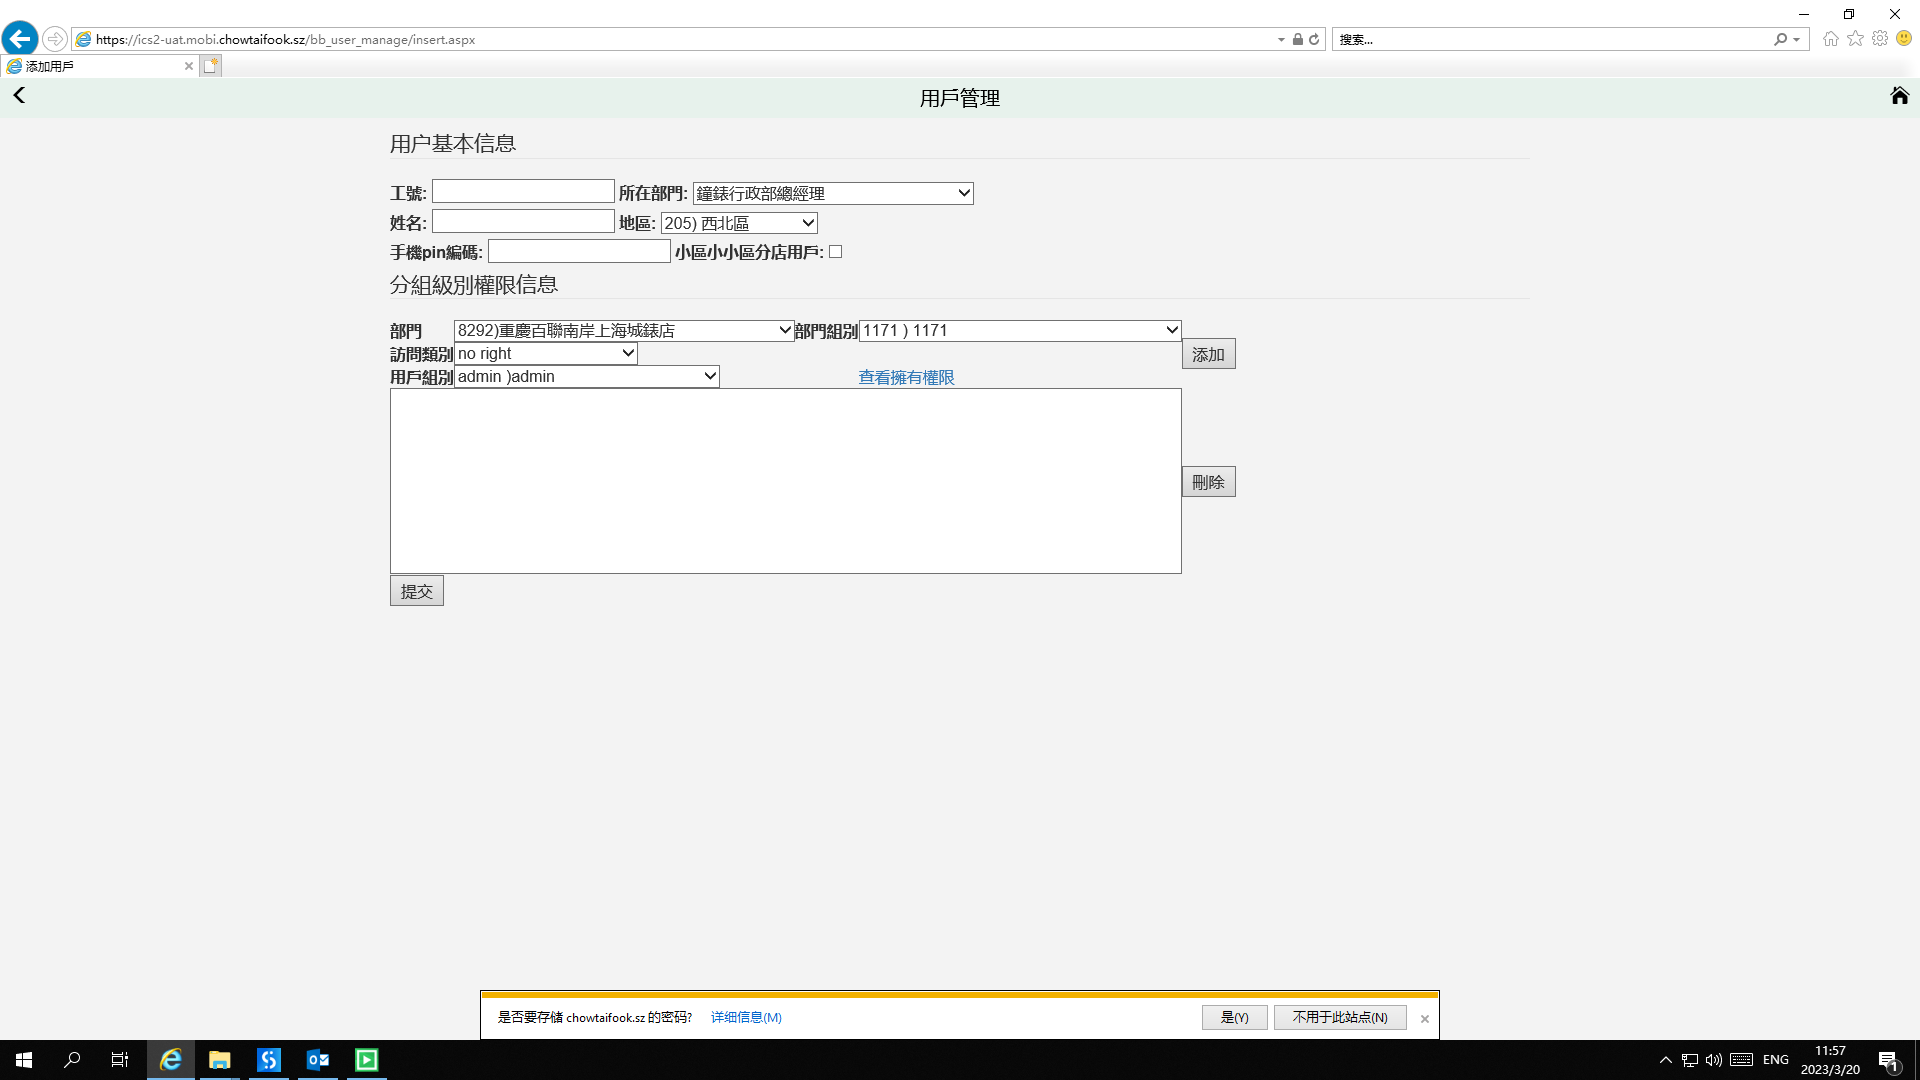 https://ics2-uat.mobi.chowtaifook.sz/bb_user_manage/insert.aspx
搜索...
添加用戶
用戶管理
用户基本信息
工號: 所在部門: 鐘錶行政部總經理
姓名: 地區: 205) 西北區
手機pin編碼: 小區小小區分店用戶:
分組級別權限信息
部門 8292)重慶百聯南岸上海城錶店 部門組別 1171 ) 1171
訪問類別 no right
添加
用戶組別 admin )admin 查看擁有權限
刪除
提交
是否要存储 chowtaifook.sz 的密码? 详细信息(M) 是(Y) 不用于此站点(N)
ENG
11:57
2023/3/20
1